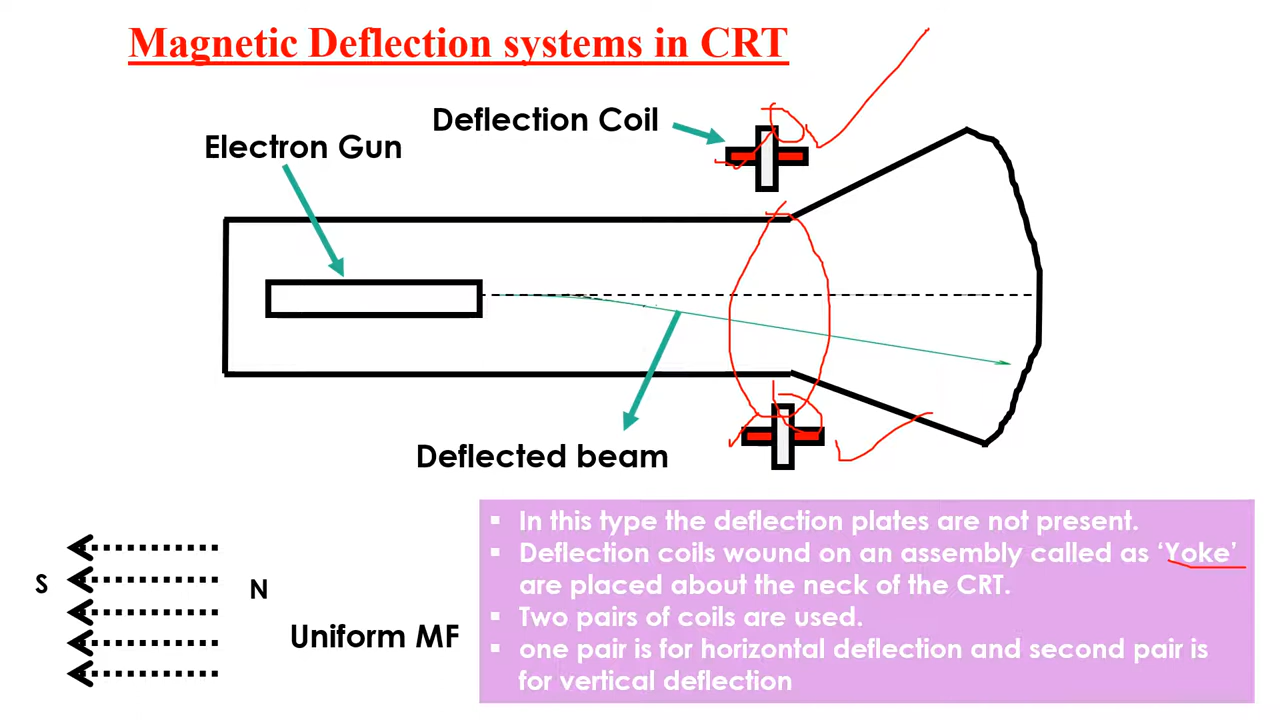 Magnetic Deflection systems in CRT
Deflection Coil
Electron Gun
Deflected beam
S
N
Uniform MF
▪ In this type the deflection plates are not present.
▪ Deflection coils wound on an assembly called as ‘Yoke’
are placed about the neck of the CRT.
▪ Two pairs of coils are used.
▪ one pair is for horizontal deflection and second pair is
for vertical deflection